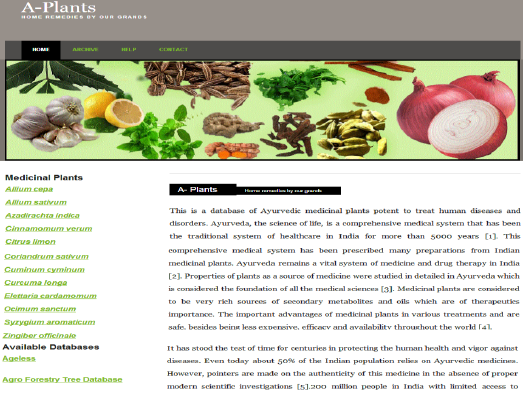 A-Plants
HOME REMEDIES BY OUR GRANDS
HOME ARCHIVE HELP CONTACT
Medicinal Plants
Allium cepa
Allium sativum
Azadirachta indica
Cinnamomum verum
Citrus limon
Coriandrum sativum
Cuminum cyminum
Curcuma longa
Elettaria cardamomum
Ocimum sanctum
Syzygium aromaticum
Zingiber officinale
Available Databases
Ageless
Agro Forestry Tree Database
A- Plants Home remedies by our grands
This is a database of Ayurvedic medicinal plants potent to treat human diseases and
disorders. Ayurveda, the science of life, is a comprehensive medical system that has been
the traditional system of healthcare in India for more than 5000 years [1]. This
comprehensive medical system has been prescribed many preparations from Indian
medicinal plants. Ayurveda remains a vital system of medicine and drug therapy in India
[2]. Properties of plants as a source of medicine were studied in detailed in Ayurveda which
is considered the foundation of all the medical sciences [3]. Medicinal plants are considered
to be very rich sources of secondary metabolites and oils which are of therapeutics
importance. The important advantages of medicinal plants in various treatments and are
safe, besides being less expensive, efficacy and availability throughout the world [4].
It has stood the test of time for centuries in protecting the human health and vigor against
diseases. Even today about 50% of the Indian population relies on Ayurvedic medicines.
However, pointers are made on the authenticity of this medicine in the absence of proper
modern scientific investigations [5].200 million people in India with limited access to